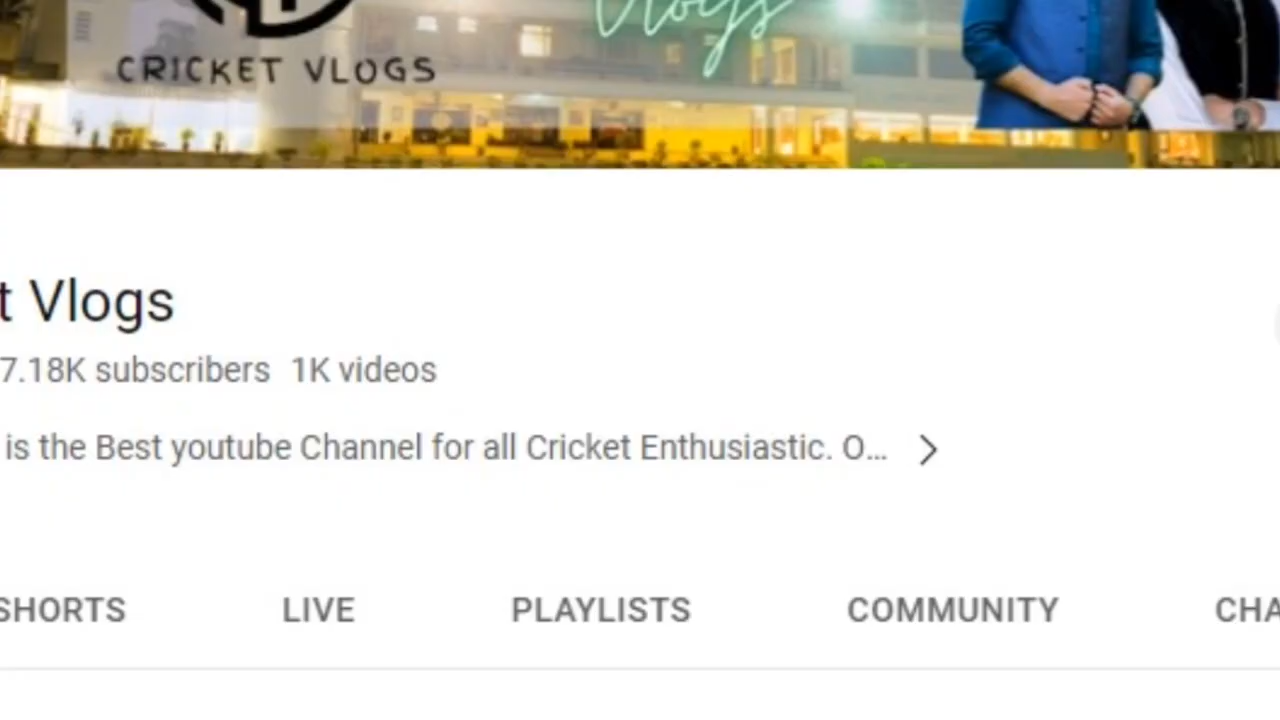 Vlogs
CRICKET VLOGS
t Vlogs
7.18K subscribers 1K videos
is the Best youtube Channel for all Cricket Enthusiastic. O...
SHORTS LIVE PLAYLISTS COMMUNITY CHA